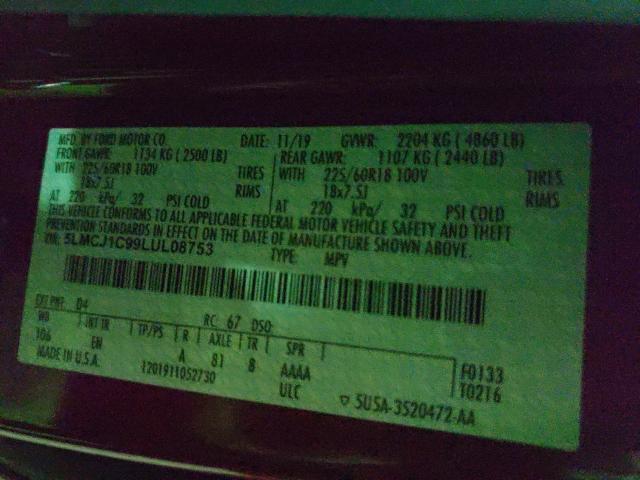 MFD. BY FORD MOTOR CO. DATE: 11/19 GVWR: 2204 KG ( 4860 LB)
FRONT GAWR: 1134 KG ( 2500 LB) REAR GAWR: 1107 KG ( 2440 LB)
WITH 225/60R18 100V TIRES WITH 225/60R18 100V TIRES
18x7.5J RIMS 18x7.5J RIMS
AT 220 kPa/ 32 PSI COLD AT 220 kPa/ 32 PSI COLD
THIS VEHICLE CONFORMS TO ALL APPLICABLE FEDERAL MOTOR VEHICLE SAFETY AND THEFT
PREVENTION STANDARDS IN EFFECT ON THE DATE OF MANUFACTURE SHOWN ABOVE.
VIN: 5LMCJ1C99LUL08753 TYPE: MPV
EXT PNT: D4 RC: 67 DSO:
WB INT TR TP/PS R AXLE TR SPR
106 EN A 81 8 AAAA F0133
MADE IN U.S.A. 1201911052730 ULC T0216
5U5A-3520472-AA